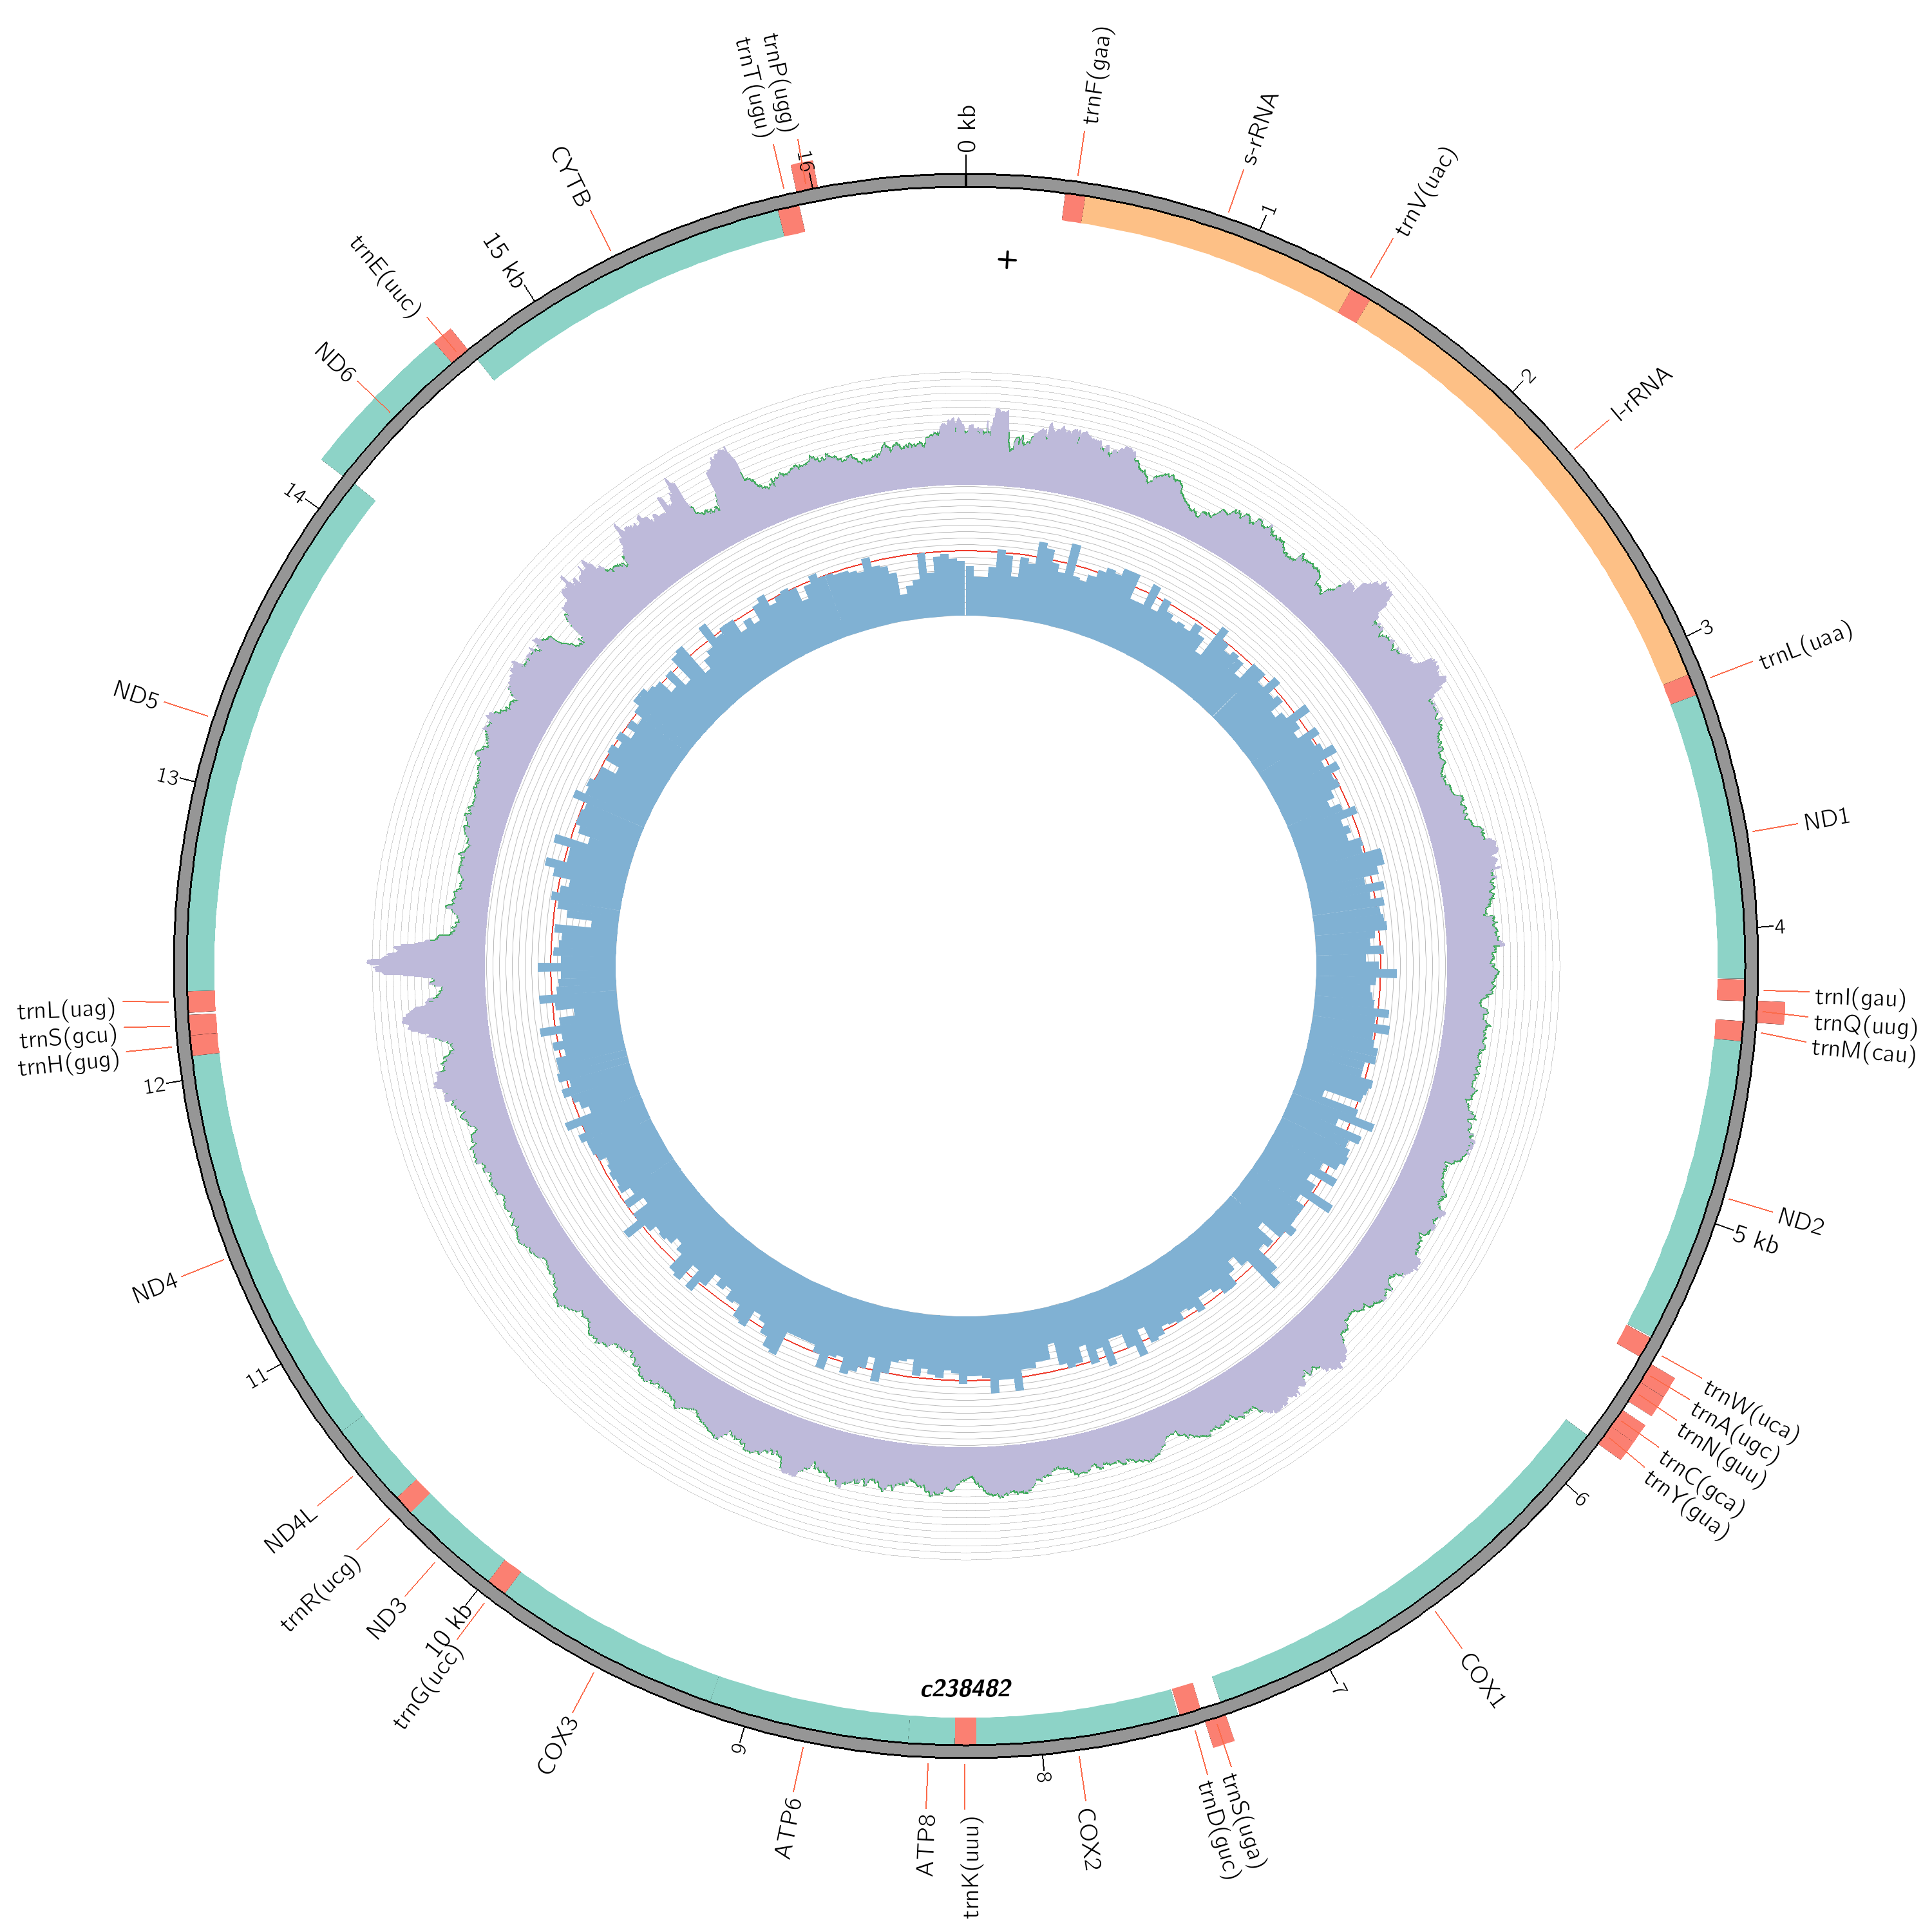 0 kb
trnF(gaa)
s-rRNA
1
trnV(uac)
2
l-rRNA
3
trnL(uaa)
ND1
4
trnI(gau)
trnQ(uug)
trnM(cau)
ND2
5 kb
trnW(uca)
trnA(ugc)
trnN(guu)
trnC(gca)
trnY(gua)
6
COX1
7
trnS(uga)
trnD(guc)
COX2
8
trnK(uuu)
ATP8
ATP6
9
COX3
trnG(ucc)
10 kb
ND3
trnR(ucg)
ND4L
11
ND4
12
trnH(gug)
trnS(gcu)
trnL(uag)
13
ND5
14
ND6
trnE(uuc)
15 kb
CYTB
trnT(ugu)
trnP(ugg)
16
+
c238482